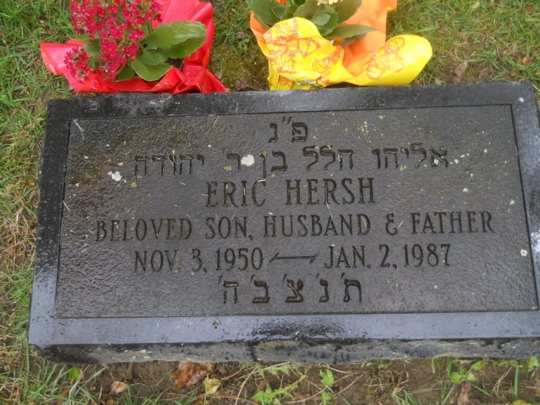 פ"נ
אליהו הלל בן ר' יהודה
ERIC HERSH
BELOVED SON, HUSBAND & FATHER
NOV. 3, 1950 ⟷ JAN. 2, 1987
ת'נ'צ'ב'ה'